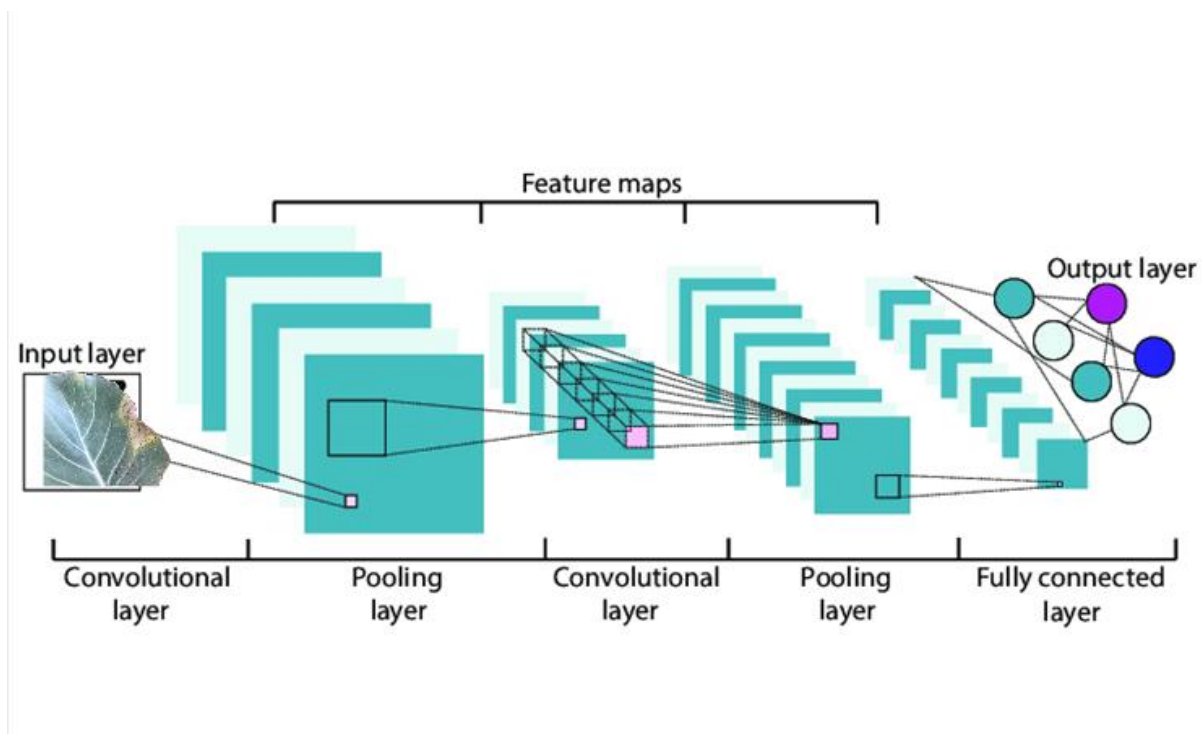 Feature maps
Output layer
Input layer
Convolutional
layer
Pooling
layer
Convolutional
layer
Pooling
layer
Fully connected
layer